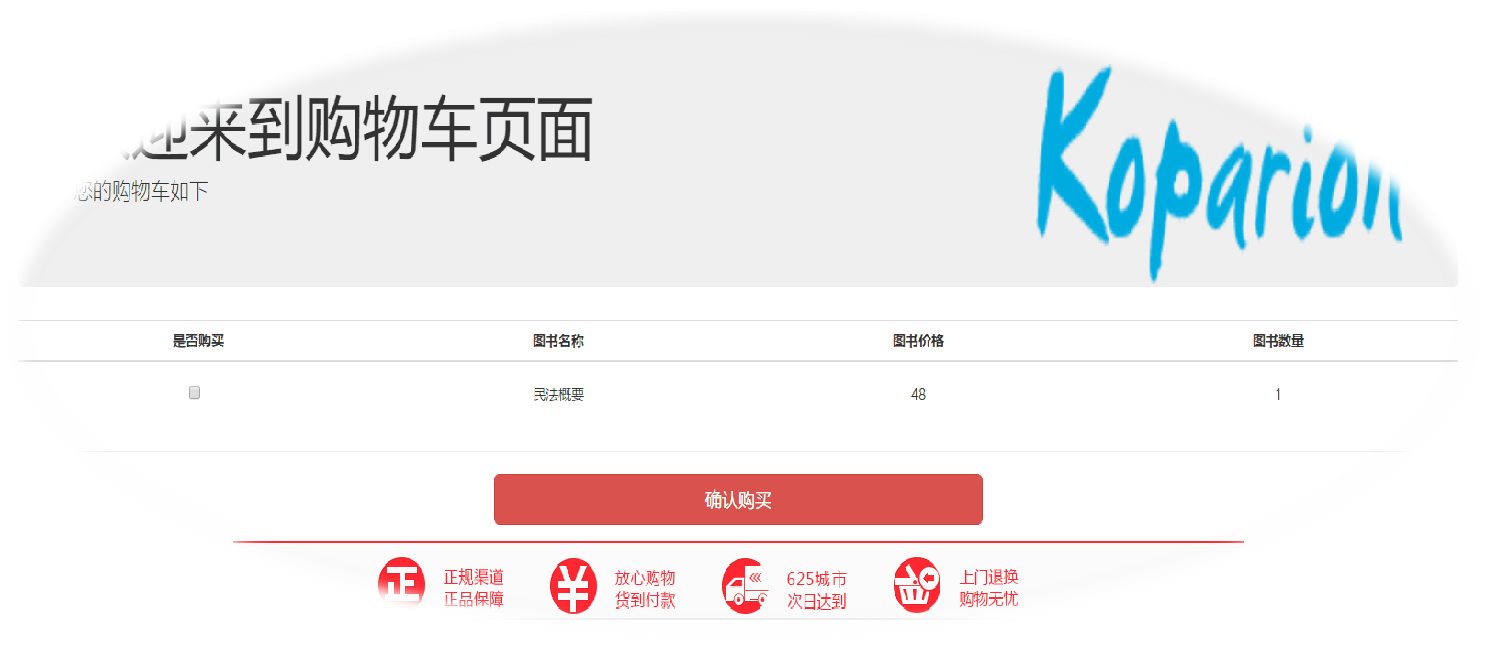 迎来到购物车页面
您的购物车如下
Koparion
是否购买 图书名称 图书价格 图书数量
民法概要 48 1
确认购买
正 正规渠道 ¥ 放心购物 625城市 上门退换
正品保障 货到付款 次日达到 购物无忧